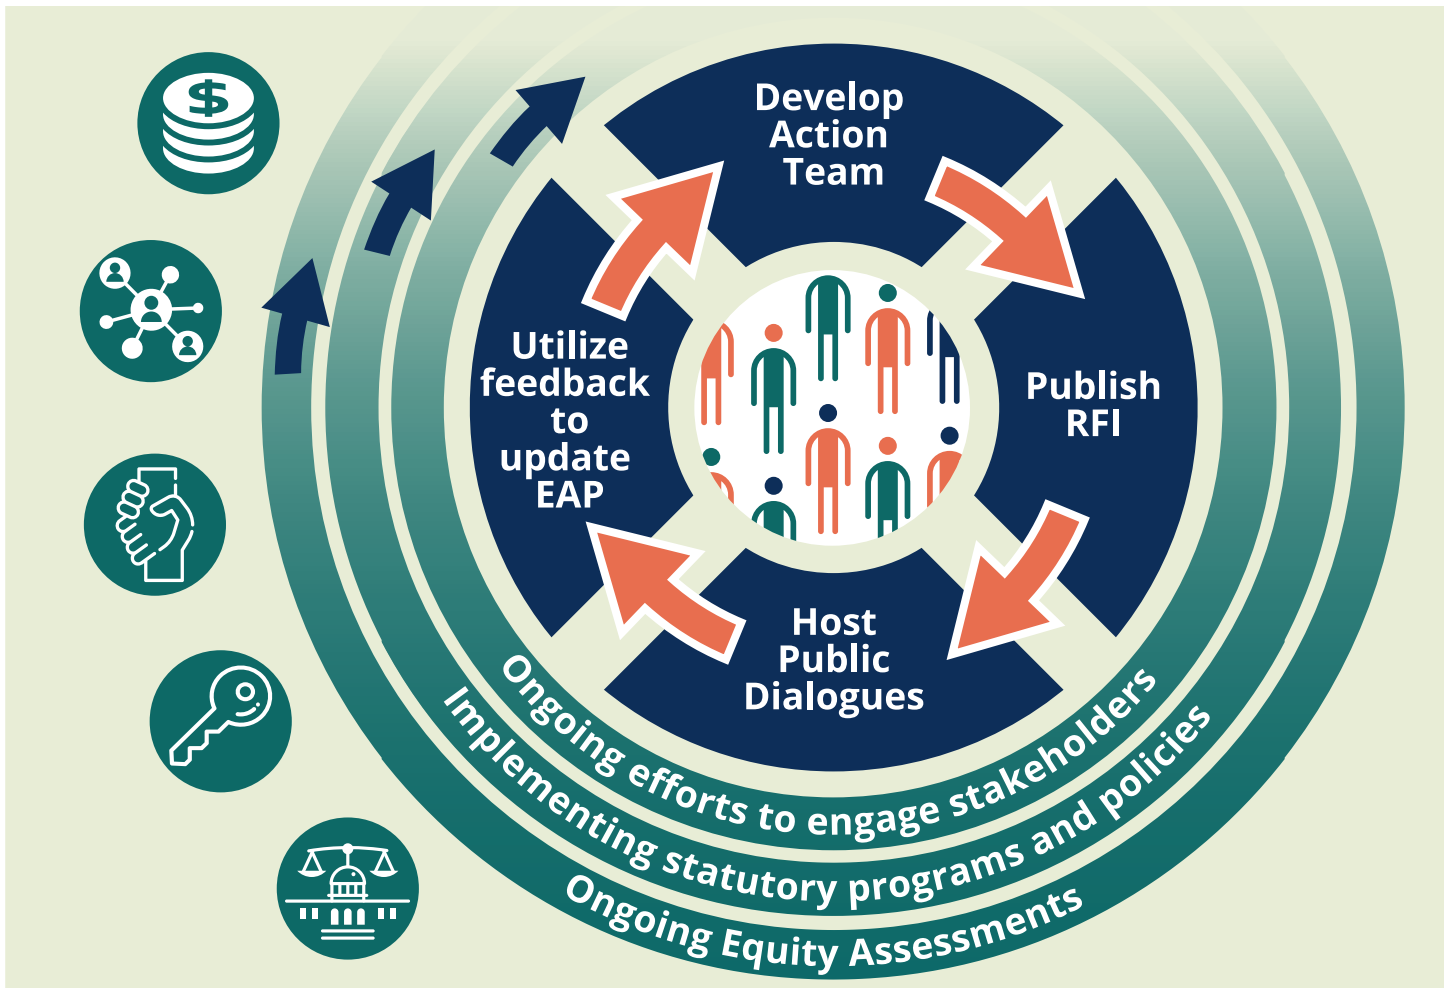 $
Develop
Action
Team
Publish
RFI
Host
Public
Dialogues
Utilize
feedback
to
update
EAP
Ongoing efforts to engage stakeholders
Implementing statutory programs and policies
Ongoing Equity Assessments